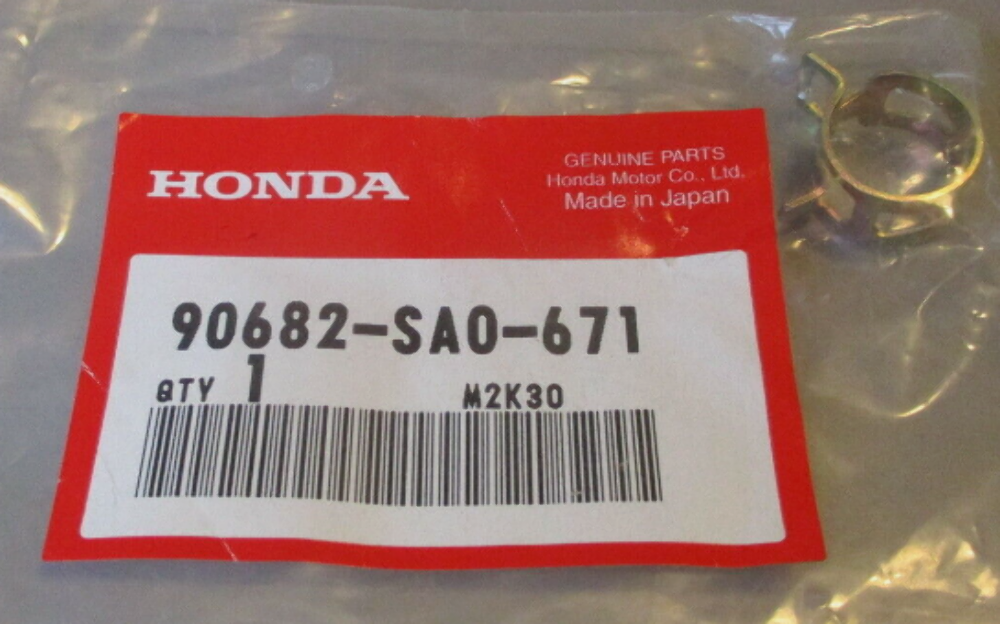 HONDA
GENUINE PARTS
Honda Motor Co., Ltd.
Made in Japan
90682-SA0-671
QTY 1 M2K30